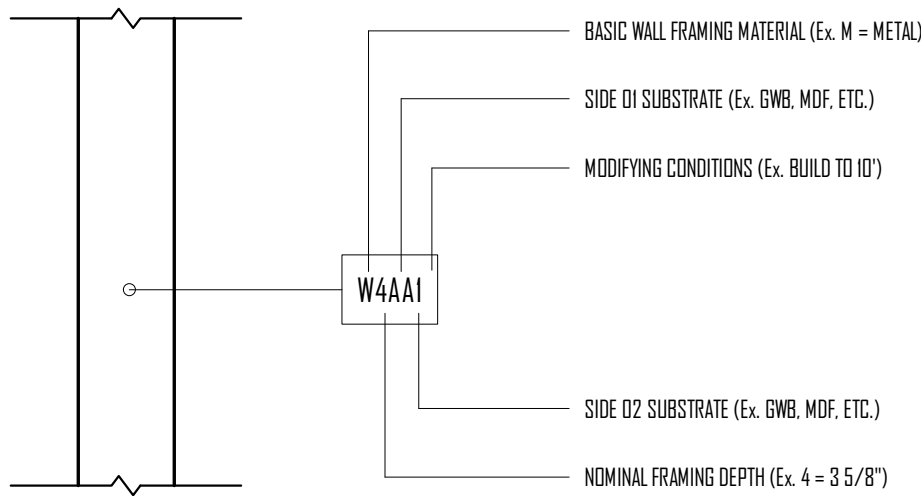 BASIC WALL FRAMING MATERIAL (Ex. M = METAL)
SIDE 01 SUBSTRATE (Ex. GWB, MDF, ETC.)
MODIFYING CONDITIONS (Ex. BUILD TO 10')
W4AA1
SIDE 02 SUBSTRATE (Ex. GWB, MDF, ETC.)
NOMINAL FRAMING DEPTH (Ex. 4 = 3 5/8")